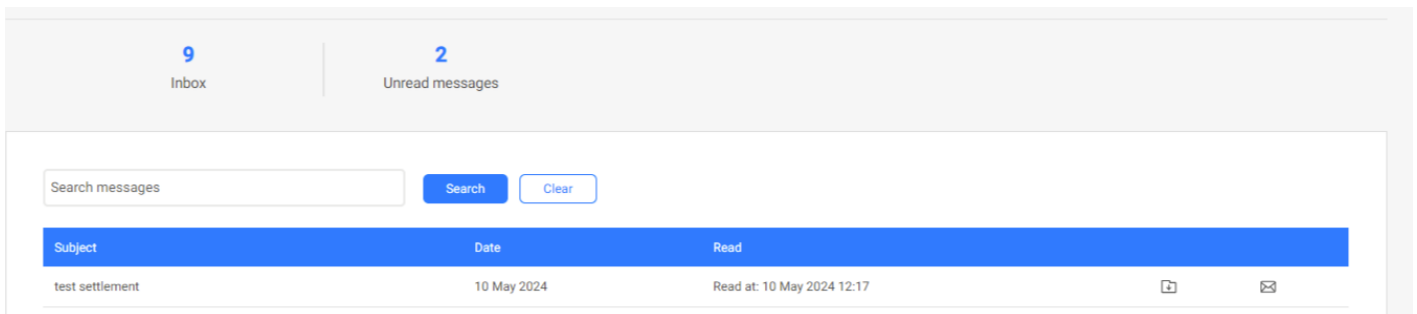 9
Inbox
2
Unread messages
Search messages
Search
Clear
Subject Date Read
test settlement 10 May 2024 Read at: 10 May 2024 12:17